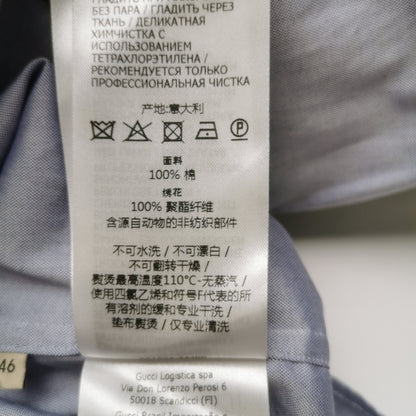 БЕЗ ПАРА / ГЛАДИТЬ ЧЕРЕЗ
ТКАНЬ / ДЕЛИКАТНАЯ
ХИМЧИСТКА С
ИСПОЛЬЗОВАНИЕМ
ТЕТРАХЛОРЭТИЛЕНА /
РЕКОМЕНДУЕТСЯ ТОЛЬКО
ПРОФЕССИОНАЛЬНАЯ ЧИСТКА
产地:意大利
P
面料
100% 棉
绣花
100% 聚酯纤维
含源自动物的非纺织部件
不可水洗 / 不可漂白 /
不可翻转干燥 /
熨烫最高温度110°C-无蒸汽 /
使用四氯乙烯和符号F代表的所
有溶剂的缓和专业干洗 /
垫布熨烫 / 仅专业清洗
46
Gucci Logistica spa
Via Don Lorenzo Perosi 6
50018 Scandicci (FI)
Gucci Brasil Importação